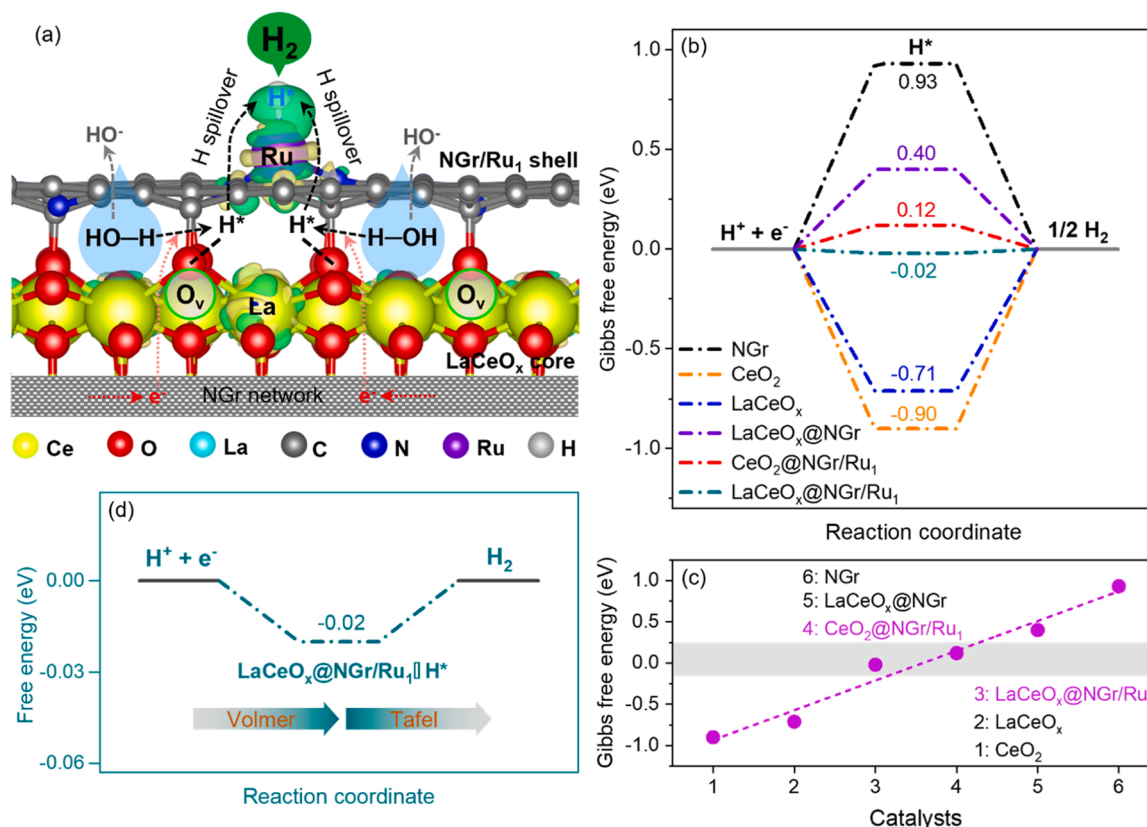 (a)
H₂
H*
H spillover
H spillover
HO⁻
HO⁻
Ru
NGr/Ru₁ shell
HO—H
H*
H*
H—OH
Oᵥ
La
Oᵥ
LaCeOₓ core
e⁻
NGr network
e⁻
Ce
O
La
C
N
Ru
H
(b)
Gibbs free energy (eV)
1.0
0.5
0.0
-0.5
-1.0
H*
0.93
0.40
0.12
-0.02
-0.71
-0.90
H⁺ + e⁻
1/2 H₂
NGr
CeO₂
LaCeOₓ
LaCeOₓ@NGr
CeO₂@NGr/Ru₁
LaCeOₓ@NGr/Ru₁
Reaction coordinate
(d)
Free energy (eV)
0.00
-0.03
-0.06
H⁺ + e⁻
H₂
-0.02
LaCeOₓ@NGr/Ru₁▯ H*
Volmer
Tafel
Reaction coordinate
(c)
Gibbs free energy (eV)
1.0
0.5
0.0
-0.5
-1.0
6: NGr
5: LaCeOₓ@NGr
4: CeO₂@NGr/Ru₁
3: LaCeOₓ@NGr/Ru
2: LaCeOₓ
1: CeO₂
1
2
3
4
5
6
Catalysts